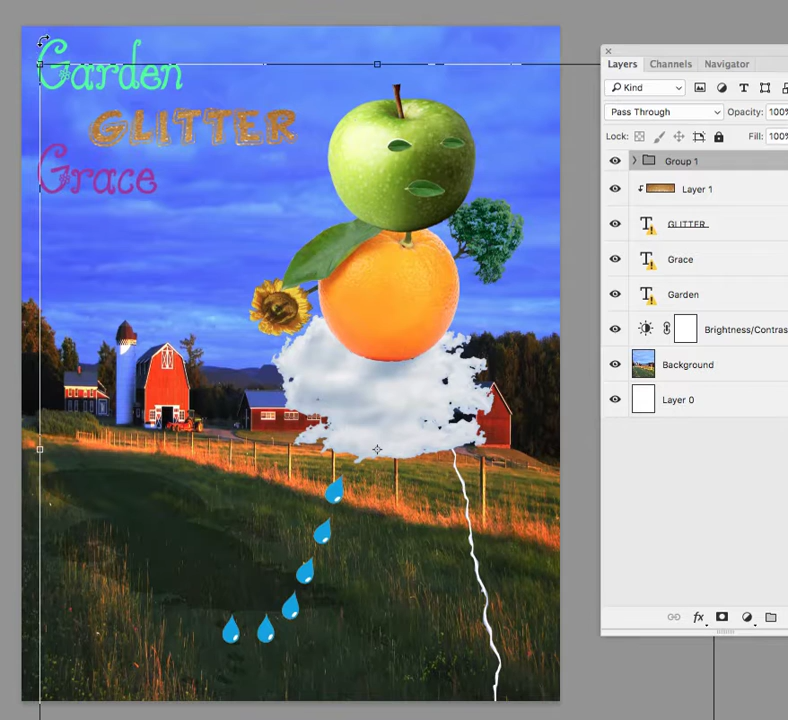 Garden
GLITTER
Grace
Layers Channels Navigator
Kind
Pass Through Opacity: 100%
Lock: Fill: 100%
Group 1
Layer 1
GLITTER
Grace
Garden
Brightness/Contras
Background
Layer 0
fx